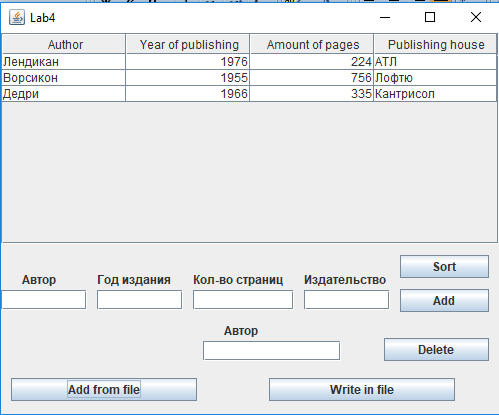 Lab4
Author Year of publishing Amount of pages Publishing house
Лендикан 1976 224 АТЛ
Ворсикон 1955 756 Лофтю
Дедри 1966 335 Кантрисол
Sort
Автор Год издания Кол-во страниц Издательство
Add
Автор
Delete
Add from file Write in file